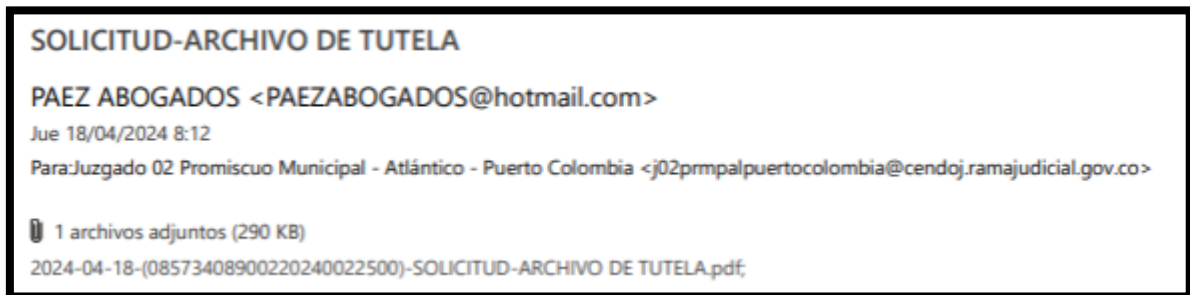 SOLICITUD-ARCHIVO DE TUTELA
PAEZ ABOGADOS <PAEZABOGADOS@hotmail.com>
Jue 18/04/2024 8:12
Para:Juzgado 02 Promiscuo Municipal - Atlántico - Puerto Colombia <j02prmpalpuertocolombia@cendoj.ramajudicial.gov.co>
1 archivos adjuntos (290 KB)
2024-04-18-(08573408900220240022500)-SOLICITUD-ARCHIVO DE TUTELA.pdf;